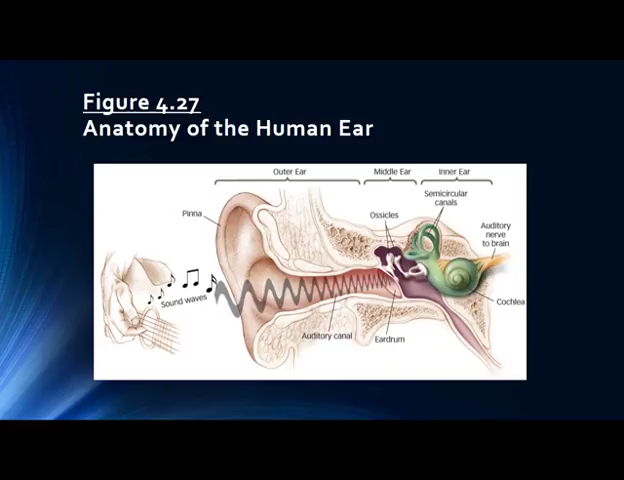 Figure 4.27
Anatomy of the Human Ear
Outer Ear
Middle Ear
Inner Ear
Semicircular
canals
Ossicles
Pinna
Auditory
nerve
to brain
Sound waves
Cochlea
Auditory canal
Eardrum